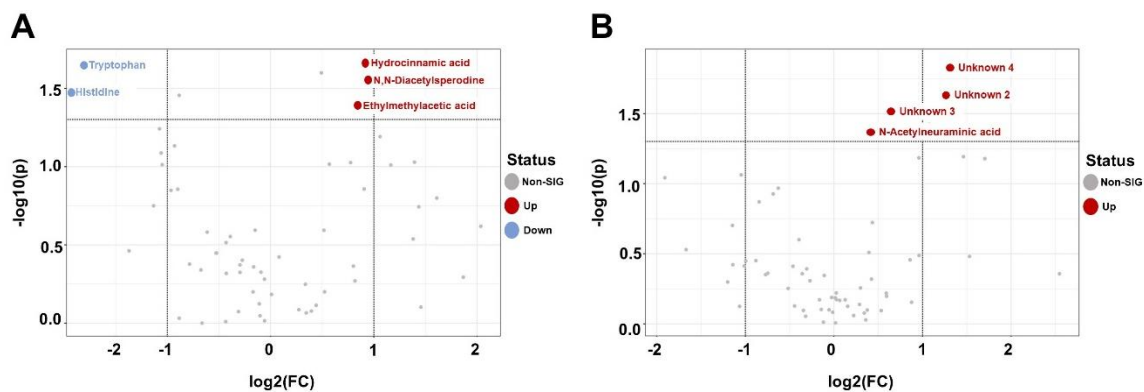 A
Tryptophan
Histidine
Hydrocinnamic acid
N,N-Diacetylsperodine
Ethylmethylacetic acid
1.5
1.0
0.5
0.0
-log10(p)
-2
-1
0
1
2
log2(FC)
Status
Non-SIG
Up
Down
B
Unknown 4
Unknown 2
Unknown 3
N-Acetylneuraminic acid
1.5
1.0
0.5
0.0
-log10(p)
-2
-1
0
1
2
log2(FC)
Status
Non-SIG
Up